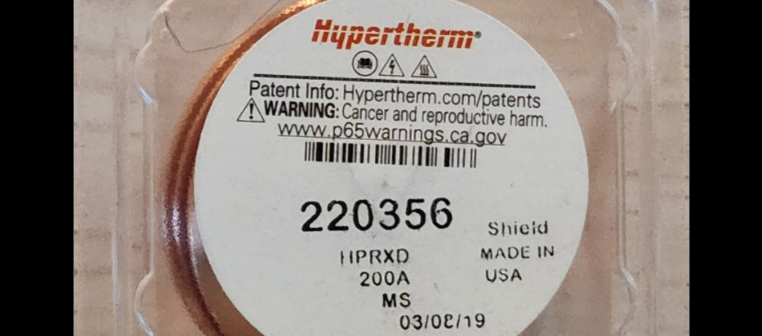 Hypertherm®
Patent Info: Hypertherm.com/patents
WARNING: Cancer and reproductive harm.
www.p65warnings.ca.gov
220356
Shield
HPRXD
MADE IN
200A
USA
MS
03/08/19